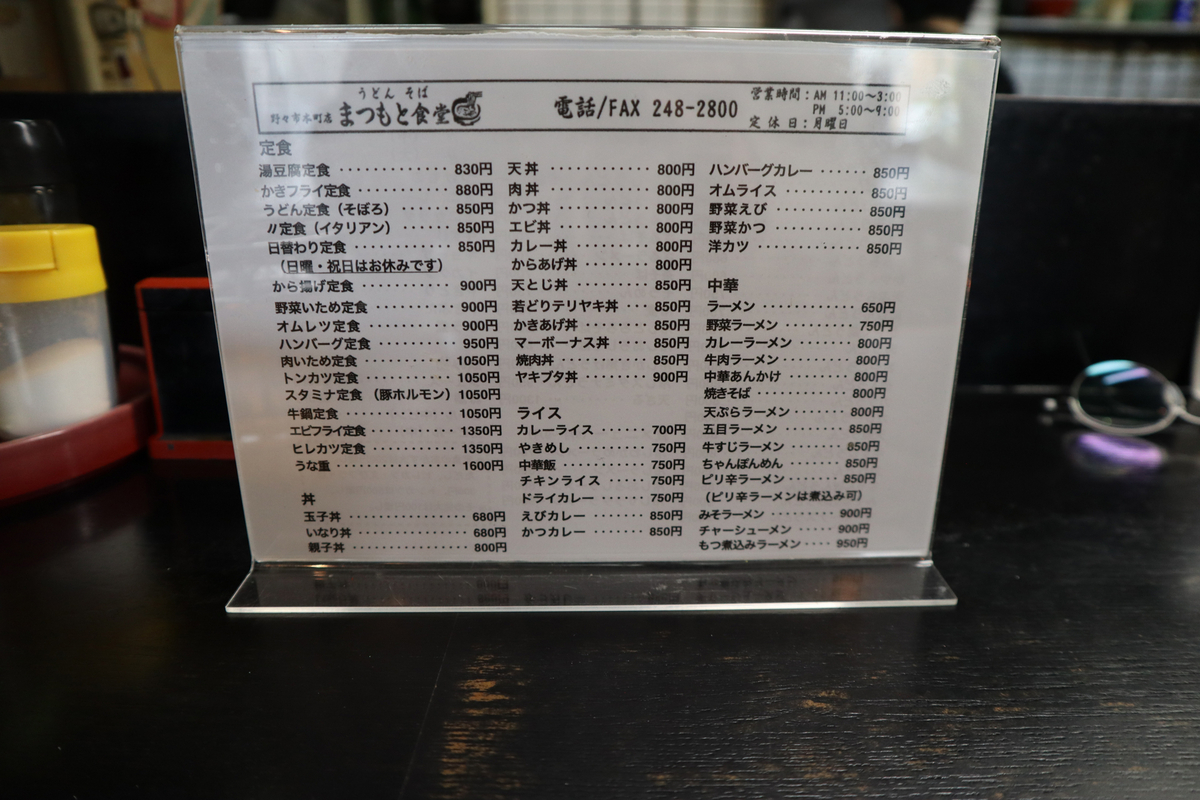 うどん そば
野々市本町店 まつもと食堂
電話/FAX 248-2800
営業時間：AM 11:00〜3:00
PM 5:00〜9:00
定休日：月曜日
定食
湯豆腐定食 ············ 830円
かきフライ定食 ·········· 880円
うどん定食（そぼろ） ······ 850円
〃定食（イタリアン） ······ 850円
日替わり定食 ·········· 850円
（日曜・祝日はお休みです）
から揚げ定食 ·········· 900円
野菜いため定食 ········· 900円
オムレツ定食 ·········· 900円
ハンバーグ定食 ········· 950円
肉いため定食 ·········· 1050円
トンカツ定食 ·········· 1050円
スタミナ定食（豚ホルモン） 1050円
牛鍋定食 ············ 1050円
エビフライ定食 ········· 1350円
ヒレカツ定食 ·········· 1350円
うな重 ············· 1600円
丼
玉子丼 ············· 680円
いなり丼 ············ 680円
親子丼 ············· 800円
天丼 ············ 800円
肉丼 ············ 800円
かつ丼 ··········· 800円
エビ丼 ··········· 800円
カレー丼 ·········· 800円
からあげ丼 ········ 800円
天とじ丼 ·········· 850円
若どりテリヤキ丼 ··· 850円
かきあげ丼 ········ 850円
マーボーナス丼 ···· 850円
焼肉丼 ··········· 850円
ヤキブタ丼 ········ 900円
ライス
カレーライス ······ 700円
やきめし ·········· 750円
中華飯 ··········· 750円
チキンライス ····· 750円
ドライカレー ····· 750円
えびカレー ······· 850円
かつカレー ······· 850円
ハンバーグカレー ······ 850円
オムライス ·········· 850円
野菜えび ··········· 850円
野菜かつ ··········· 850円
洋カツ ············ 850円
中華
ラーメン ··········· 650円
野菜ラーメン ········ 750円
カレーラーメン ······· 800円
牛肉ラーメン ········ 800円
中華あんかけ ········ 800円
焼きそば ··········· 800円
天ぷらラーメン ······· 800円
五目ラーメン ········ 850円
牛すじラーメン ······· 850円
ちゃんぽんめん ······· 850円
ピリ辛ラーメン ······· 850円
（ピリ辛ラーメンは煮込み可）
みそラーメン ········ 900円
チャーシューメン ····· 900円
もつ煮込みラーメン ···· 950円